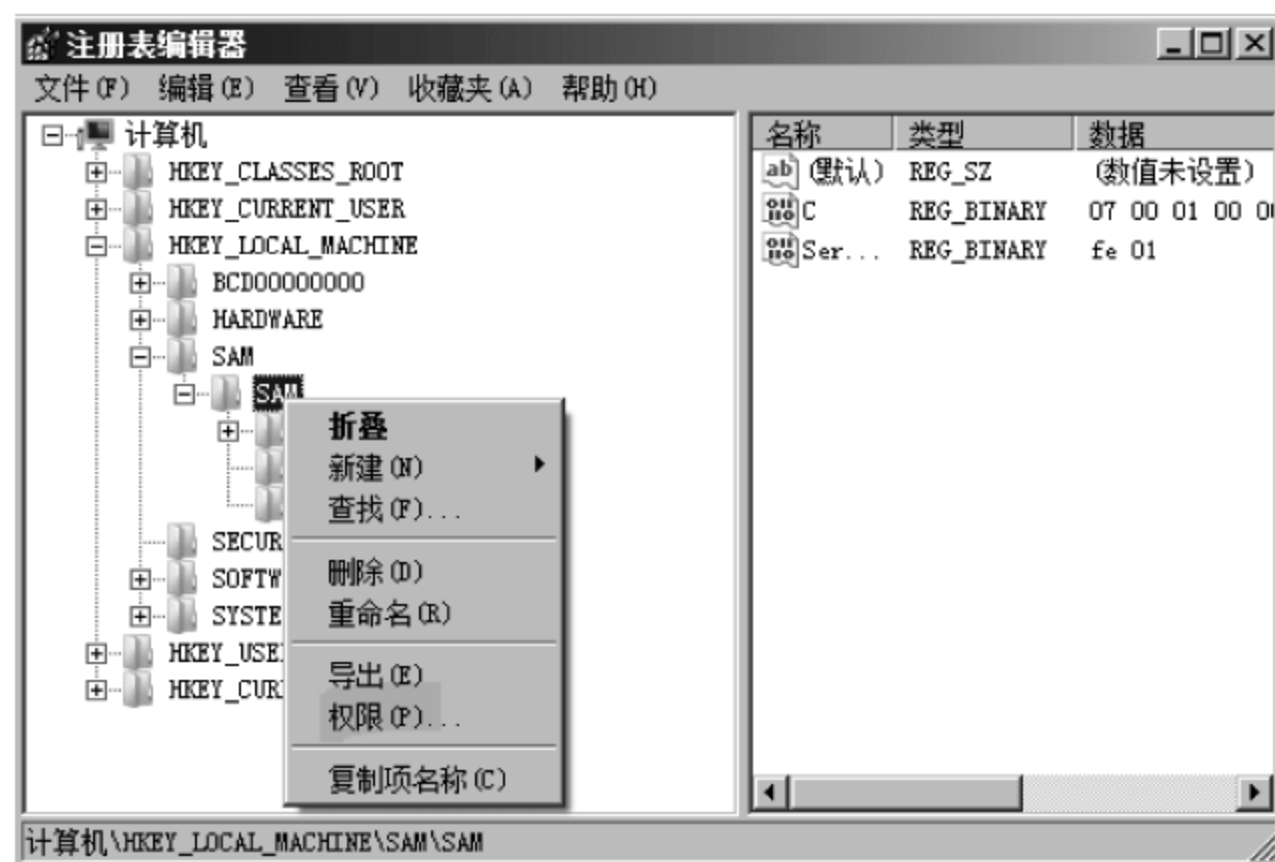 注册表编辑器
文件(F) 编辑(E) 查看(V) 收藏夹(A) 帮助(H)
计算机
HKEY_CLASSES_ROOT
HKEY_CURRENT_USER
HKEY_LOCAL_MACHINE
BCD00000000
HARDWARE
SAM
SAM
SECUR
SOFTW
SYSTE
HKEY_USE
HKEY_CUR
折叠
新建(N)
查找(F)...
删除(D)
重命名(R)
导出(E)
权限(P)...
复制项名称(C)
名称 类型 数据
(默认) REG_SZ (数值未设置)
C REG_BINARY 07 00 01 00 0
Ser... REG_BINARY fe 01
计算机\HKEY_LOCAL_MACHINE\SAM\SAM